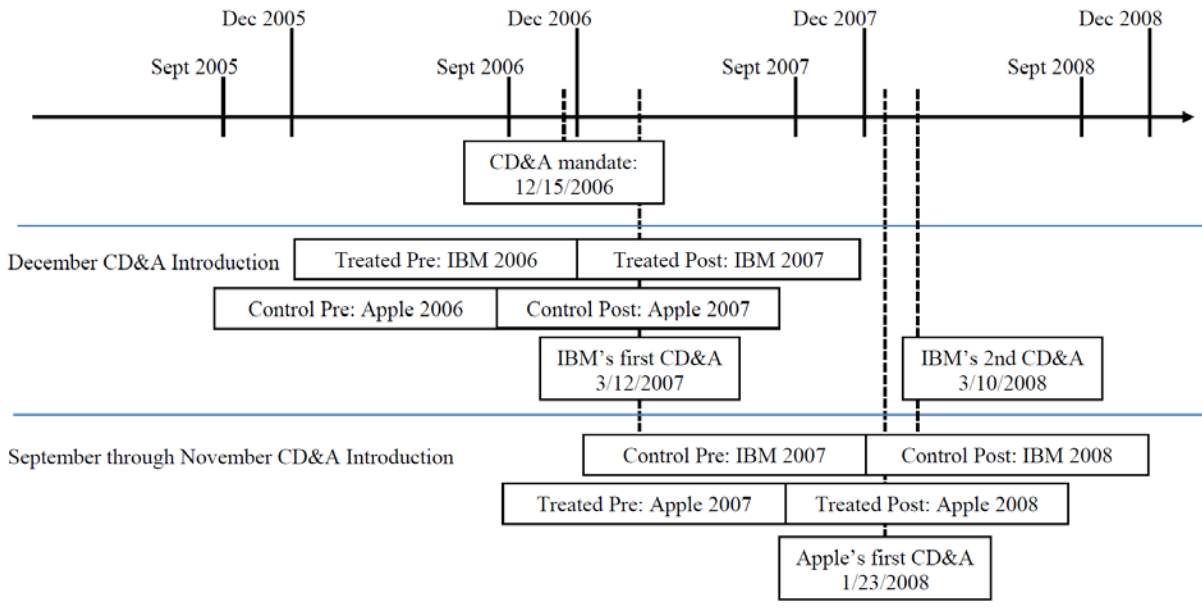 Dec 2005
Dec 2006
Dec 2007
Dec 2008
Sept 2005
Sept 2006
Sept 2007
Sept 2008
CD&A mandate:
12/15/2006
December CD&A Introduction
Treated Pre: IBM 2006
Treated Post: IBM 2007
Control Pre: Apple 2006
Control Post: Apple 2007
IBM’s first CD&A
3/12/2007
IBM’s 2nd CD&A
3/10/2008
September through November CD&A Introduction
Control Pre: IBM 2007
Control Post: IBM 2008
Treated Pre: Apple 2007
Treated Post: Apple 2008
Apple’s first CD&A
1/23/2008